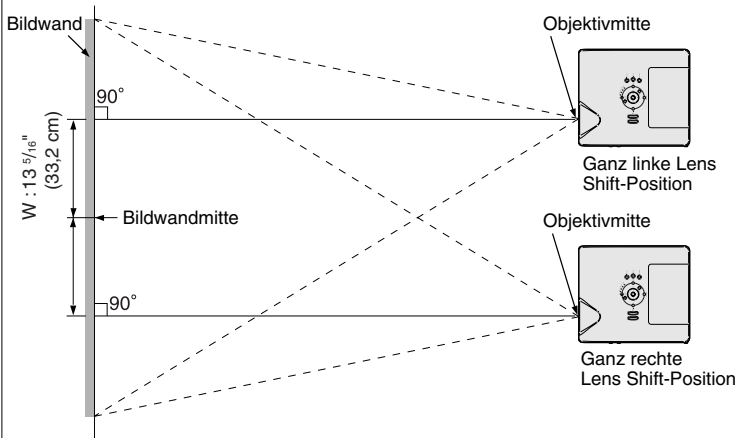 Bildwand
Objektivmitte
90°
Ganz linke Lens
Shift-Position
W : 13 5/16"
(33,2 cm)
Bildwandmitte
Objektivmitte
90°
Ganz rechte
Lens Shift-Position